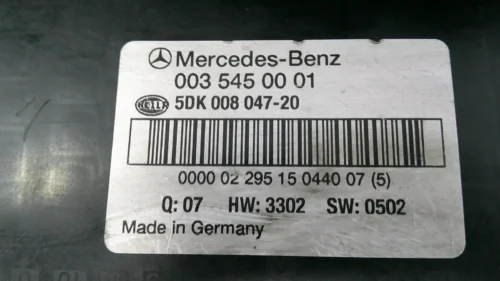 Mercedes-Benz
003 545 00 01
HELLA 5DK 008 047-20
0000 02 295 15 0440 07 (5)
Q: 07 HW: 3302 SW: 0502
Made in Germany